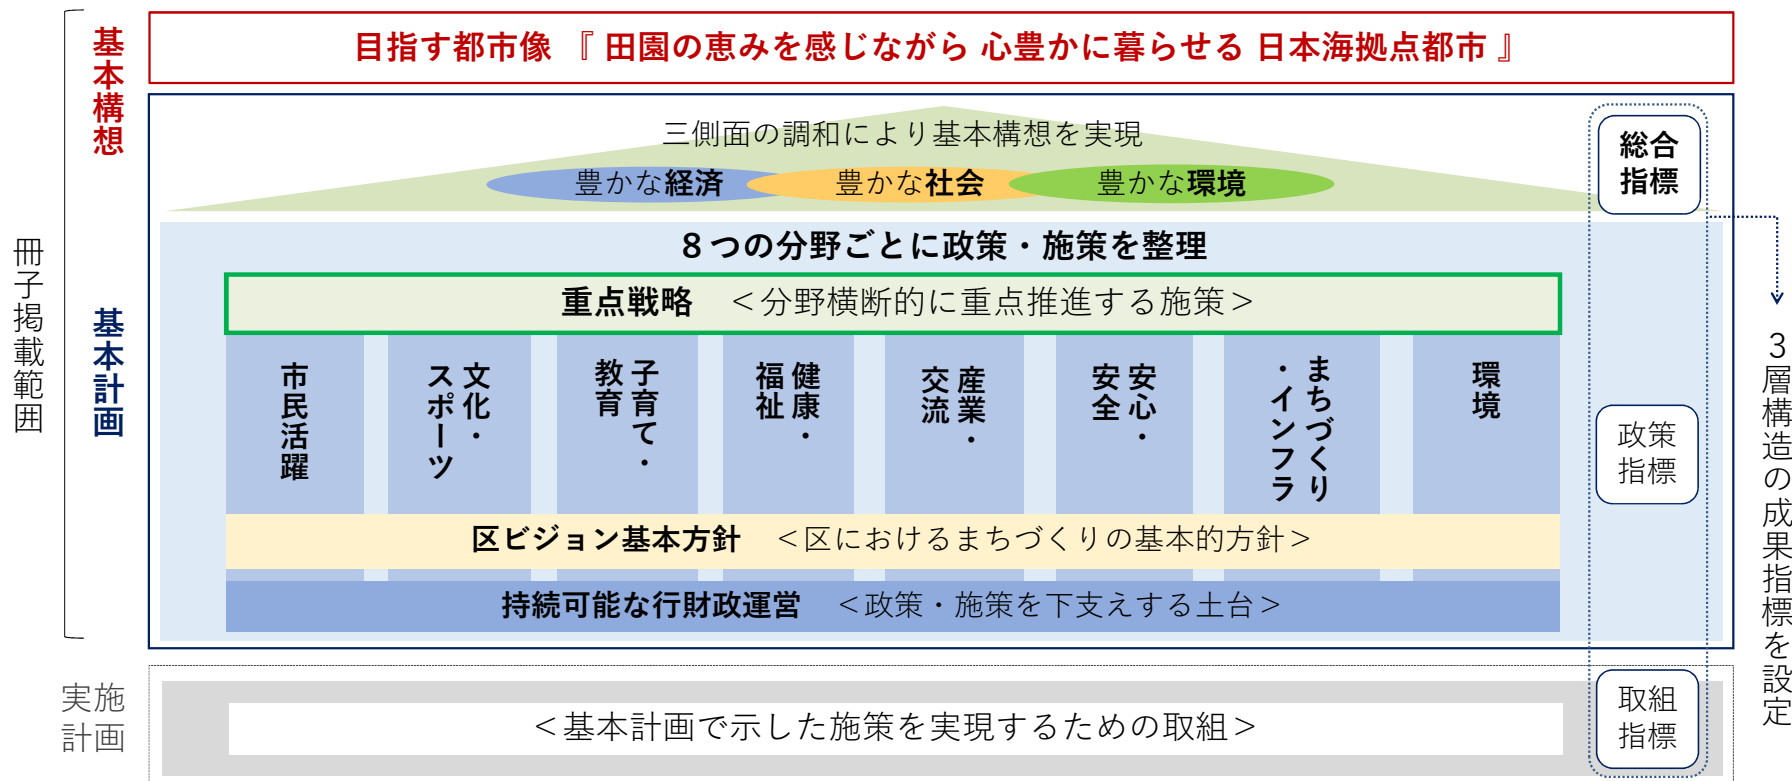 基本構想
目指す都市像 『 田園の恵みを感じながら 心豊かに暮らせる 日本海拠点都市 』
冊子掲載範囲
基本計画
三側面の調和により基本構想を実現
豊かな経済
豊かな社会
豊かな環境
総合
指標
８つの分野ごとに政策・施策を整理
重点戦略 ＜分野横断的に重点推進する施策＞
市民活躍
文化・
スポーツ
子育て・
教育
健康・
福祉
産業・
交流
安心・
安全
まちづくり
・インフラ
環境
政策
指標
区ビジョン基本方針 ＜区におけるまちづくりの基本的方針＞
持続可能な行財政運営 ＜政策・施策を下支えする土台＞
３層構造の成果指標を設定
実施
計画
＜基本計画で示した施策を実現するための取組＞
取組
指標